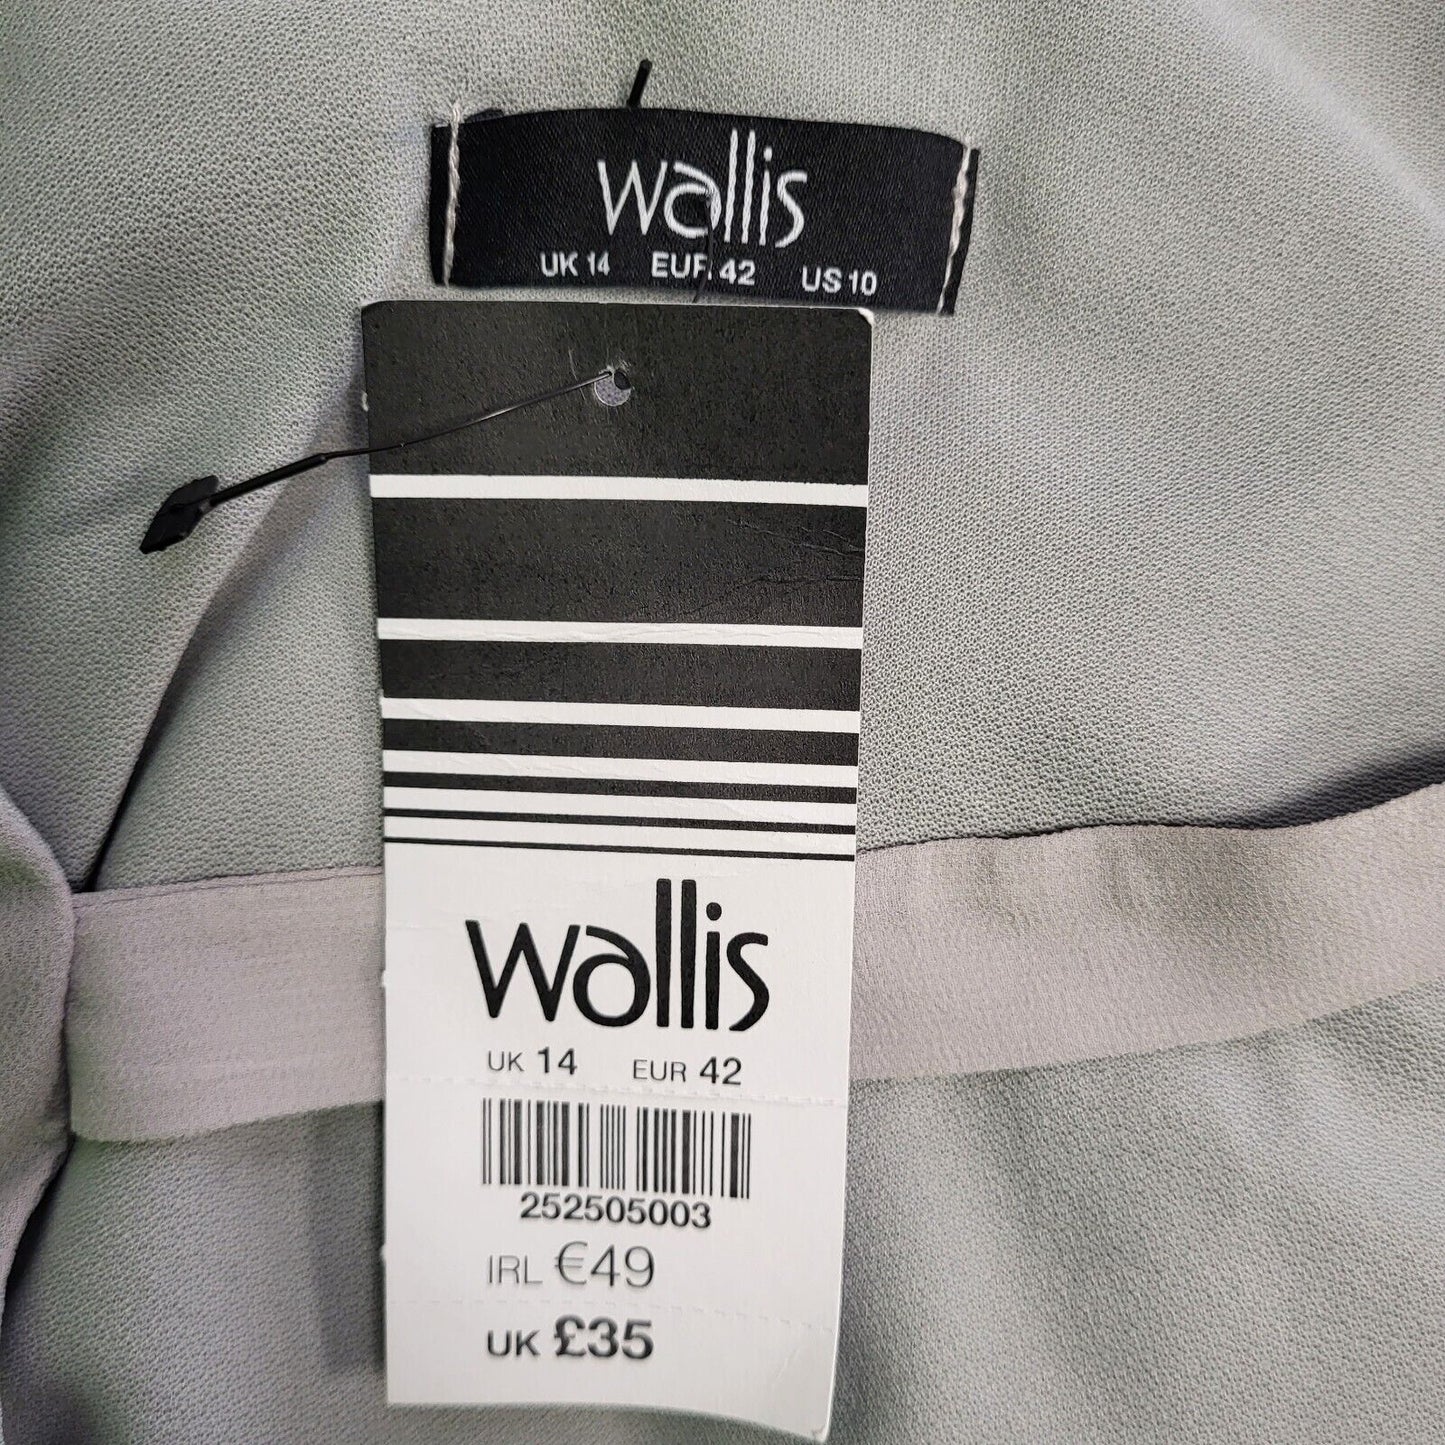 wallis
UK 14 EUR 42 US 10
wallis
UK 14 EUR 42
252505003
IRL €49
UK £35